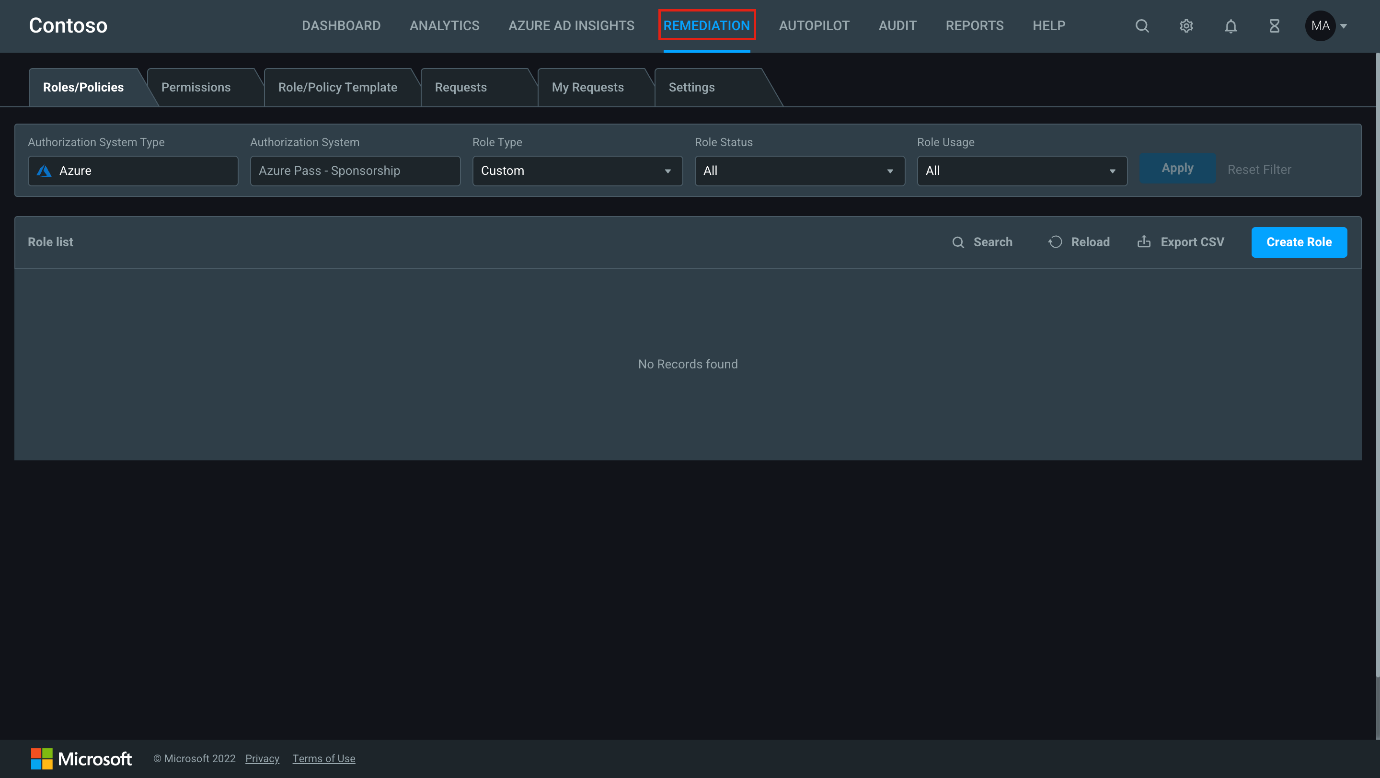 Contoso
DASHBOARD ANALYTICS AZURE AD INSIGHTS REMEDIATION AUTOPILOT AUDIT REPORTS HELP MA
Roles/Policies Permissions Role/Policy Template Requests My Requests Settings
Authorization System Type Authorization System Role Type Role Status Role Usage
Azure Azure Pass - Sponsorship Custom All All Apply Reset Filter
Role list Search Reload Export CSV Create Role
No Records found
Microsoft © Microsoft 2022 Privacy Terms of Use